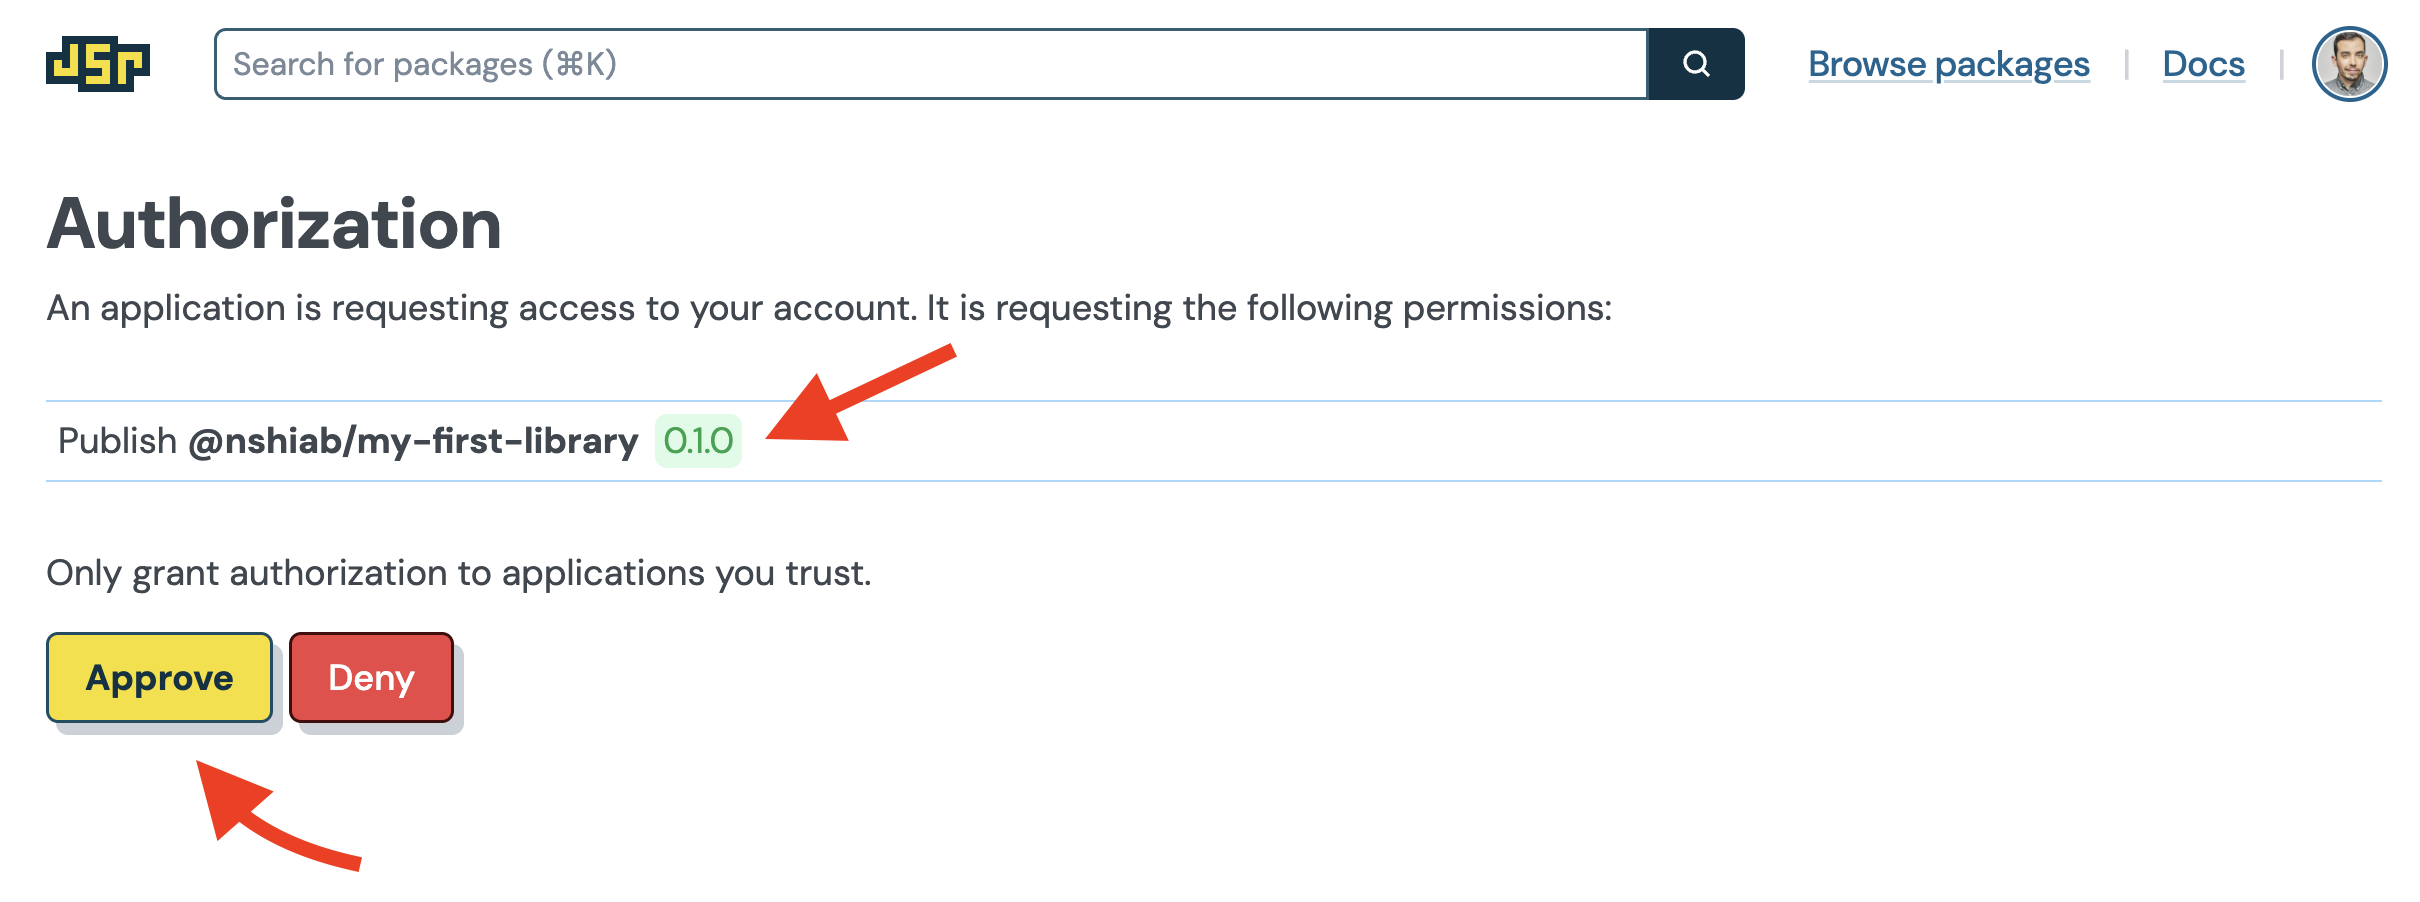 JSR
Search for packages (⌘K)
Browse packages | Docs |
Authorization
An application is requesting access to your account. It is requesting the following permissions:
Publish @nshiab/my-first-library 0.1.0
Only grant authorization to applications you trust.
Approve
Deny